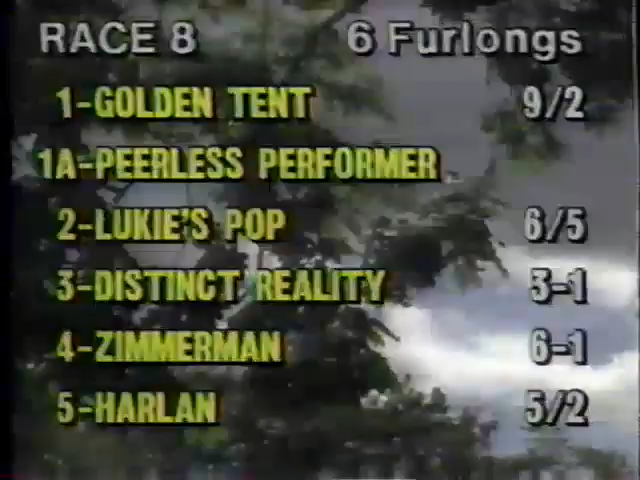 RACE 8 6 Furlongs
1-GOLDEN TENT 9/2
1A-PEERLESS PERFORMER
2-LUKIE'S POP 6/5
3-DISTINCT REALITY 5-1
4-ZIMMERMAN 6-1
5-HARLAN 5/2